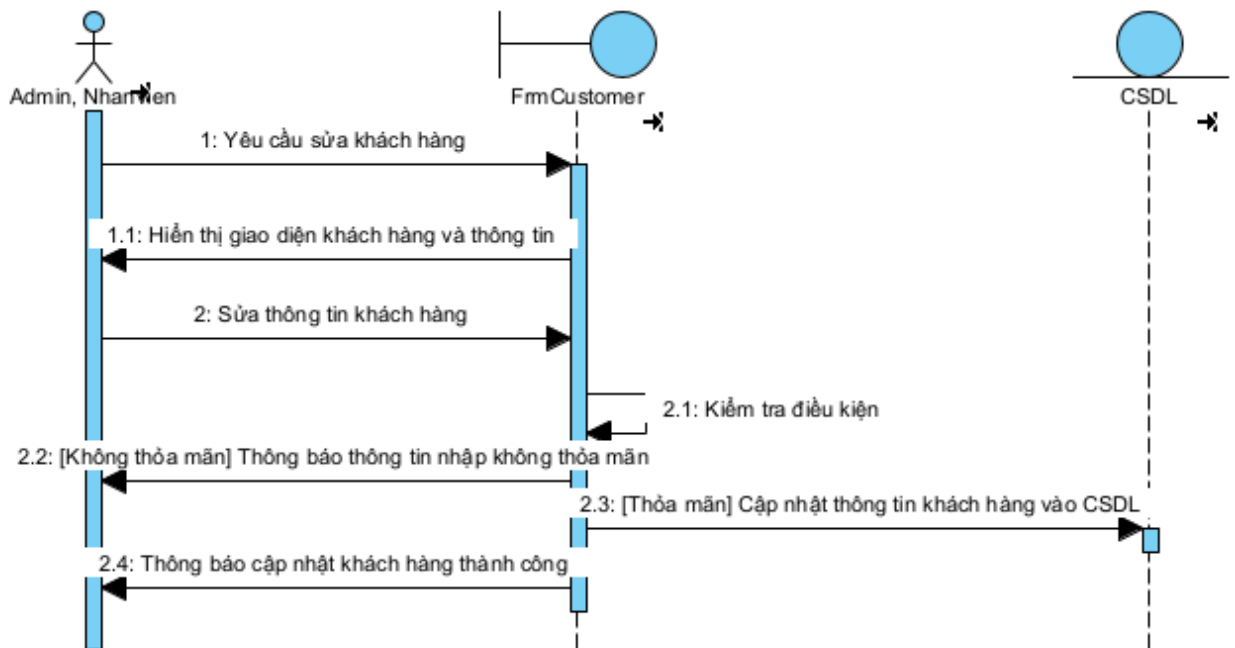 Admin, NhanVien
FrmCustomer
CSDL
1: Yêu cầu sửa khách hàng
1.1: Hiển thị giao diện khách hàng và thông tin
2: Sửa thông tin khách hàng
2.1: Kiểm tra điều kiện
2.2: [Không thỏa mãn] Thông báo thông tin nhập không thỏa mãn
2.3: [Thỏa mãn] Cập nhật thông tin khách hàng vào CSDL
2.4: Thông báo cập nhật khách hàng thành công